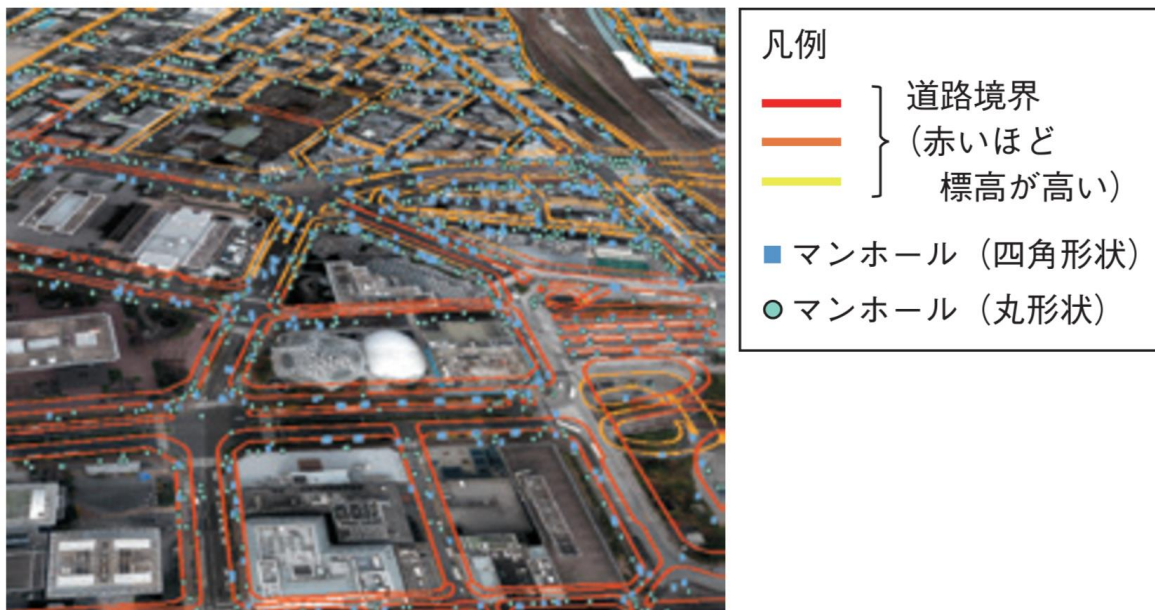 凡例
道路境界
(赤いほど
標高が高い)
マンホール(四角形状)
マンホール(丸形状)